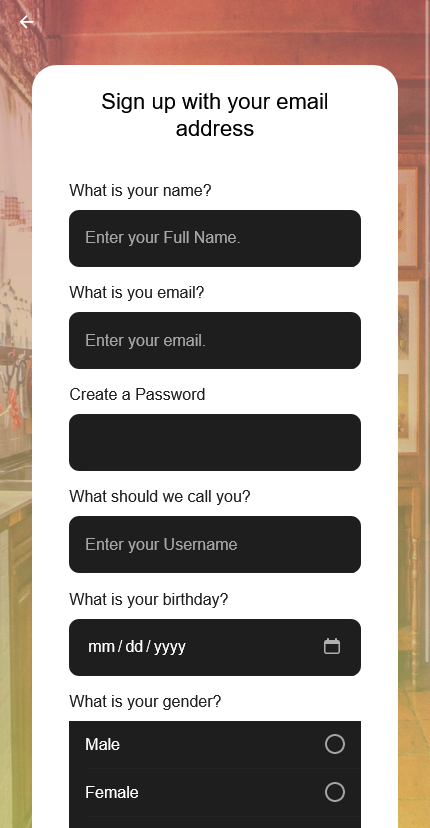 Sign up with your email
address
What is your name?
Enter your Full Name.
What is you email?
Enter your email.
Create a Password
What should we call you?
Enter your Username
What is your birthday?
mm/dd/yyyy
What is your gender?
Male
Female